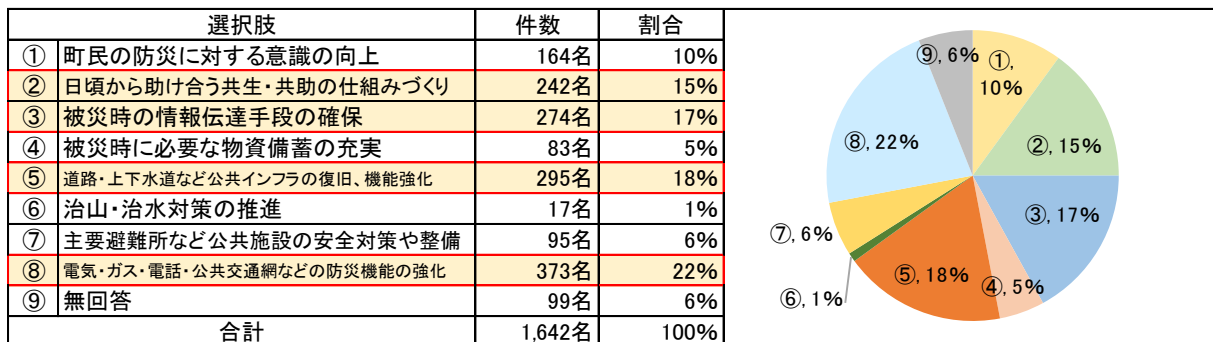 選択肢 件数 割合
① 町民の防災に対する意識の向上 164名 10%
② 日頃から助け合う共生・共助の仕組みづくり 242名 15%
③ 被災時の情報伝達手段の確保 274名 17%
④ 被災時に必要な物資備蓄の充実 83名 5%
⑤ 道路・上下水道など公共インフラの復旧、機能強化 295名 18%
⑥ 治山・治水対策の推進 17名 1%
⑦ 主要避難所など公共施設の安全対策や整備 95名 6%
⑧ 電気・ガス・電話・公共交通網などの防災機能の強化 373名 22%
⑨ 無回答 99名 6%
合計 1,642名 100%
①, 10%
②, 15%
③, 17%
④, 5%
⑤, 18%
⑥, 1%
⑦, 6%
⑧, 22%
⑨, 6%